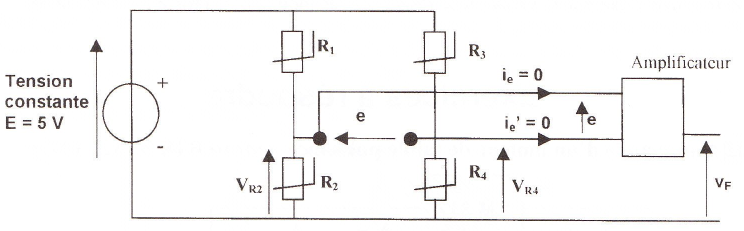 Tension
constante
E = 5 V
+
-
R1
R3
ie = 0
Amplificateur
e
e
ie' = 0
VR2
R2
R4
VR4
VF